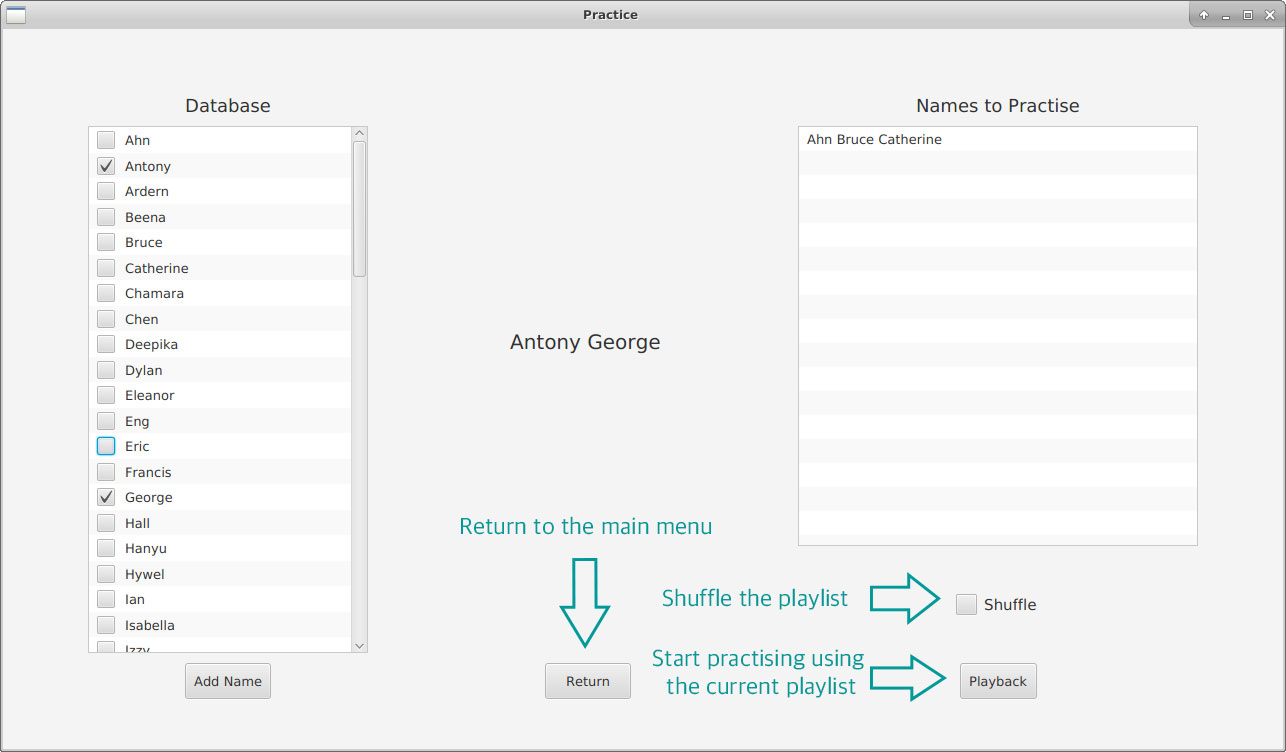 Practice
Database
Names to Practise
Ahn
Antony
Ardern
Beena
Bruce
Catherine
Chamara
Chen
Deepika
Dylan
Eleanor
Eng
Eric
Francis
George
Hall
Hanyu
Hywel
Ian
Isabella
Izzy
Add Name
Antony George
Ahn Bruce Catherine
Return to the main menu
Return
Shuffle the playlist
Shuffle
Start practising using
the current playlist
Playback